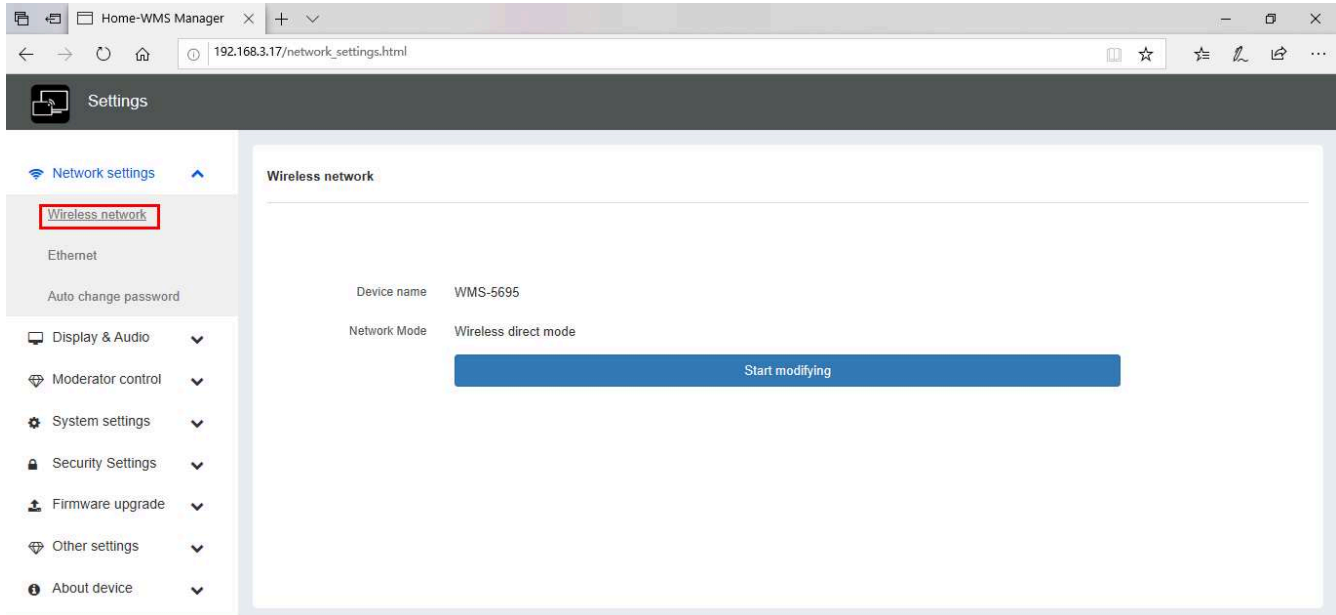 Home-WMS Manager
192.168.3.17/network_settings.html
Settings
Network settings
Wireless network
Ethernet
Auto change password
Display & Audio
Moderator control
System settings
Security Settings
Firmware upgrade
Other settings
About device
Wireless network
Device name WMS-5695
Network Mode Wireless direct mode
Start modifying